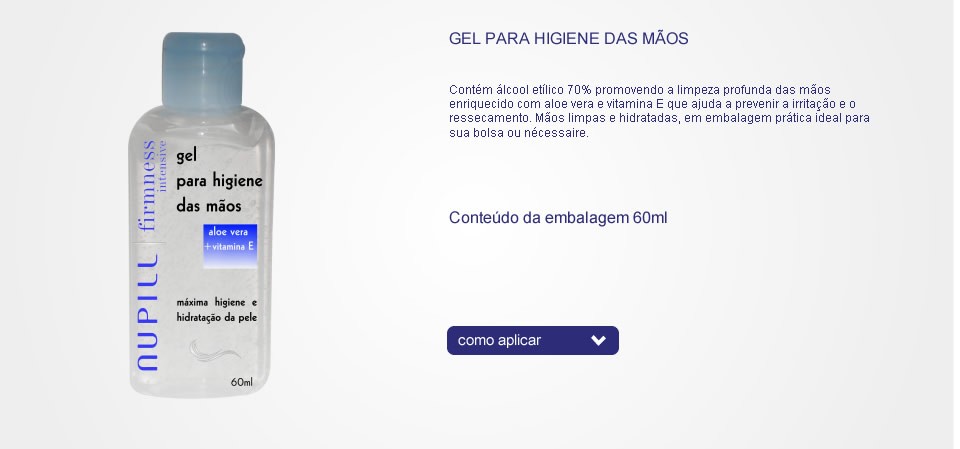 GEL PARA HIGIENE DAS MÃOS
Contém álcool etílico 70% promovendo a limpeza profunda das mãos
enriquecido com aloe vera e vitamina E que ajuda a prevenir a irritação e o
ressecamento. Mãos limpas e hidratadas, em embalagem prática ideal para
sua bolsa ou nécessaire.
Conteúdo da embalagem 60ml
como aplicar
NUPILL firmness
intensive
gel
para higiene
das mãos
aloe vera
+vitamina E
máxima higiene e
hidratação da pele
60ml